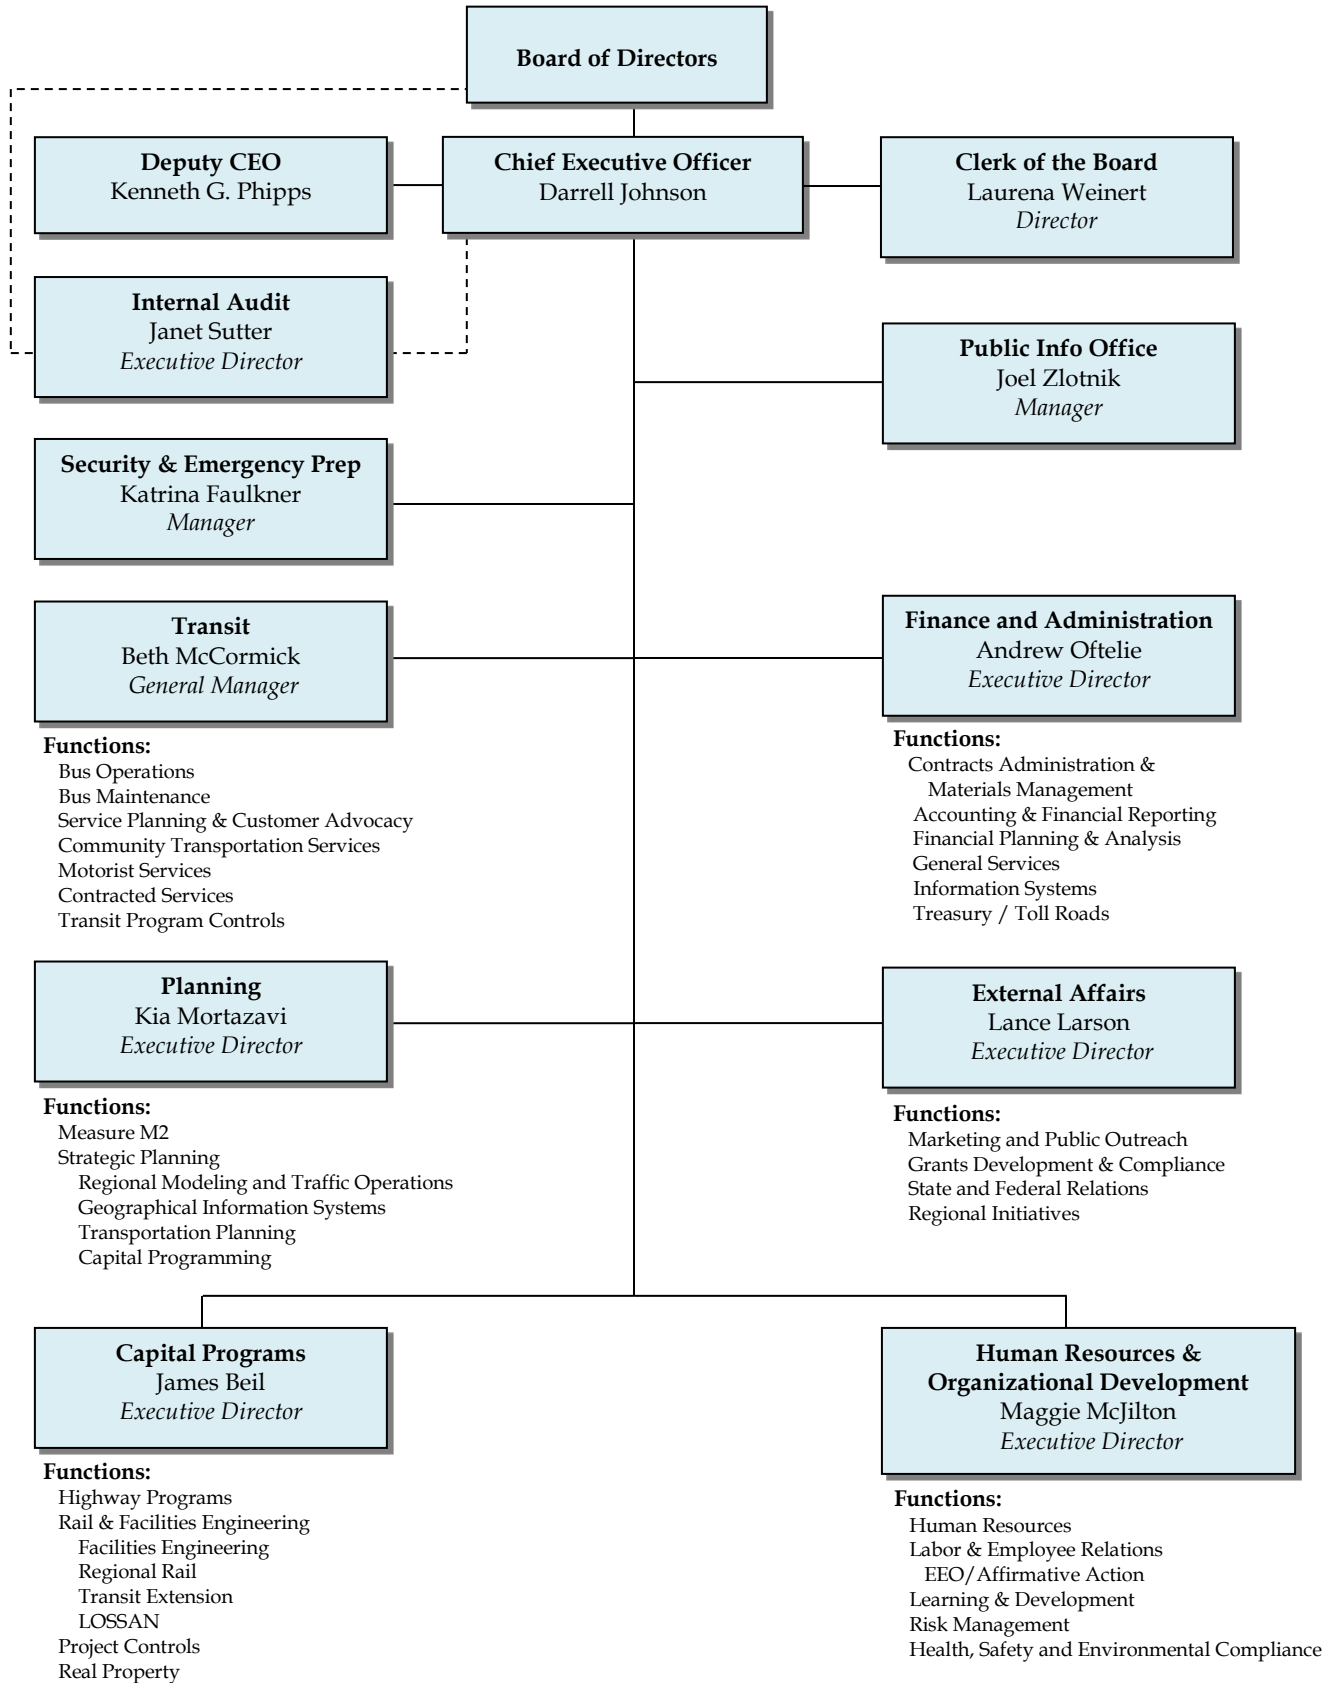 Board of Directors
Deputy CEO
Kenneth G. Phipps
Chief Executive Officer
Darrell Johnson
Clerk of the Board
Laurena Weinert
Director
Internal Audit
Janet Sutter
Executive Director
Public Info Office
Joel Zlotnik
Manager
Security & Emergency Prep
Katrina Faulkner
Manager
Transit
Beth McCormick
General Manager
Functions:
Bus Operations
Bus Maintenance
Service Planning & Customer Advocacy
Community Transportation Services
Motorist Services
Contracted Services
Transit Program Controls
Finance and Administration
Andrew Oftelie
Executive Director
Functions:
Contracts Administration &
Materials Management
Accounting & Financial Reporting
Financial Planning & Analysis
General Services
Information Systems
Treasury / Toll Roads
Planning
Kia Mortazavi
Executive Director
Functions:
Measure M2
Strategic Planning
Regional Modeling and Traffic Operations
Geographical Information Systems
Transportation Planning
Capital Programming
External Affairs
Lance Larson
Executive Director
Functions:
Marketing and Public Outreach
Grants Development & Compliance
State and Federal Relations
Regional Initiatives
Capital Programs
James Beil
Executive Director
Functions:
Highway Programs
Rail & Facilities Engineering
Facilities Engineering
Regional Rail
Transit Extension
LOSSAN
Project Controls
Real Property
Human Resources &
Organizational Development
Maggie McJilton
Executive Director
Functions:
Human Resources
Labor & Employee Relations
EEO/Affirmative Action
Learning & Development
Risk Management
Health, Safety and Environmental Compliance